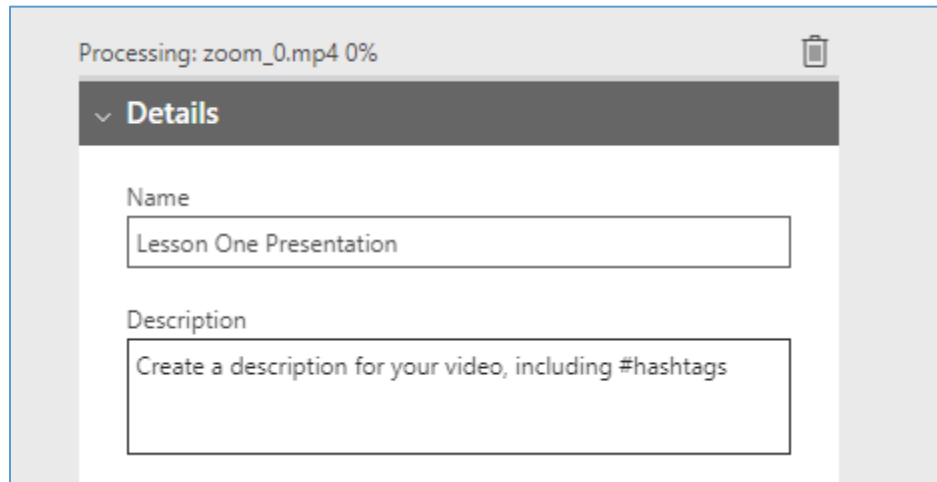 Processing: zoom_0.mp4 0%
Details
Name
Lesson One Presentation
Description
Create a description for your video, including #hashtags